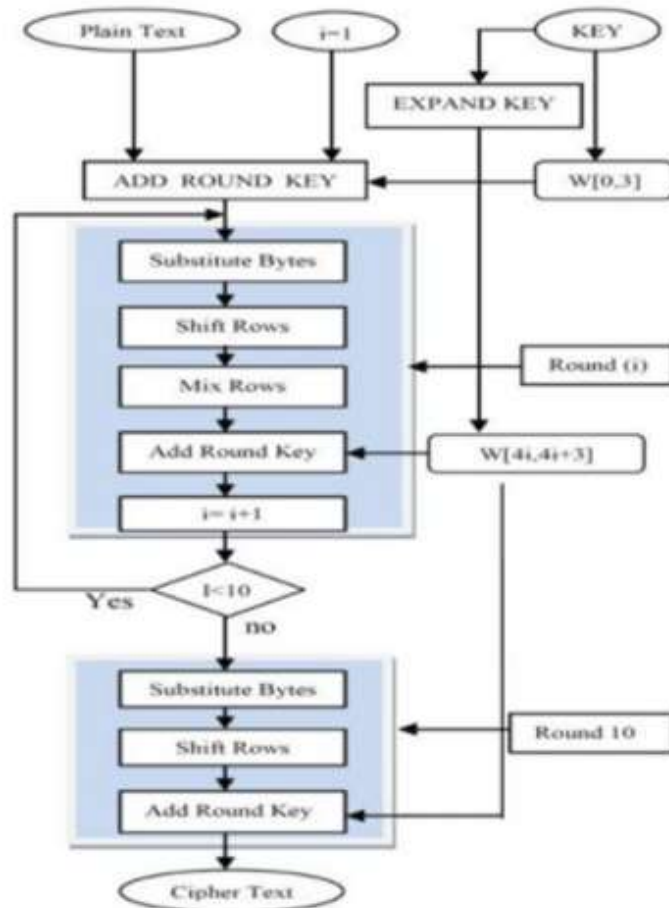 Plain Text
i=1
KEY
EXPAND KEY
ADD ROUND KEY
W[0,3]
Substitute Bytes
Shift Rows
Mix Rows
Round (i)
Add Round Key
W[4i,4i+3]
i= i+1
I<10
Yes
no
Substitute Bytes
Shift Rows
Round 10
Add Round Key
Cipher Text